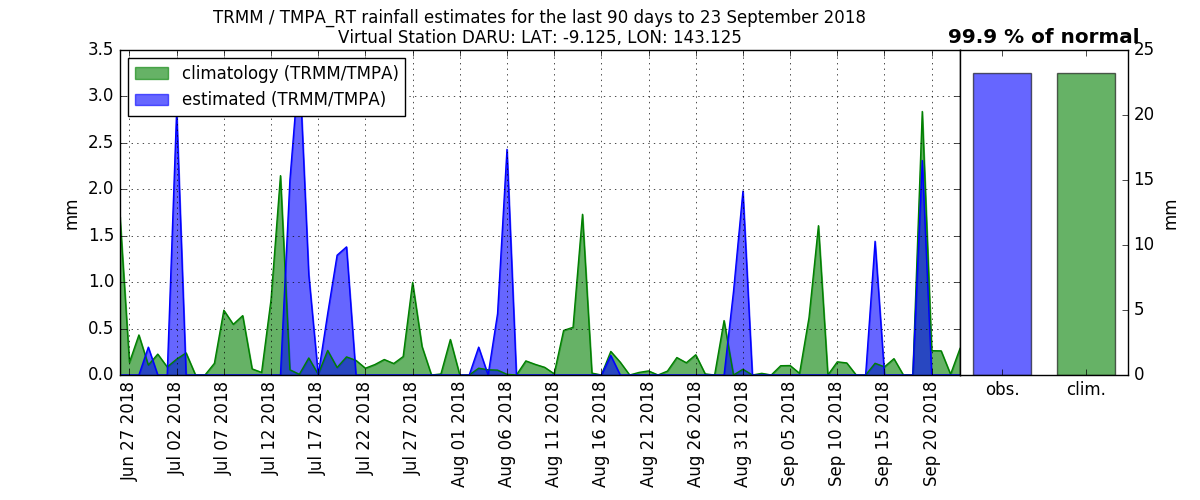 TRMM / TMPA_RT rainfall estimates for the last 90 days to 23 September 2018
Virtual Station DARU: LAT: -9.125, LON: 143.125
99.9 % of normal
climatology (TRMM/TMPA)
estimated (TRMM/TMPA)
3.5
3.0
2.5
2.0
1.5
1.0
0.5
0.0
mm
Jun 27 2018
Jul 02 2018
Jul 07 2018
Jul 12 2018
Jul 17 2018
Jul 22 2018
Jul 27 2018
Aug 01 2018
Aug 06 2018
Aug 11 2018
Aug 16 2018
Aug 21 2018
Aug 26 2018
Aug 31 2018
Sep 05 2018
Sep 10 2018
Sep 15 2018
Sep 20 2018
obs.
clim.
25
20
15
10
5
0
mm